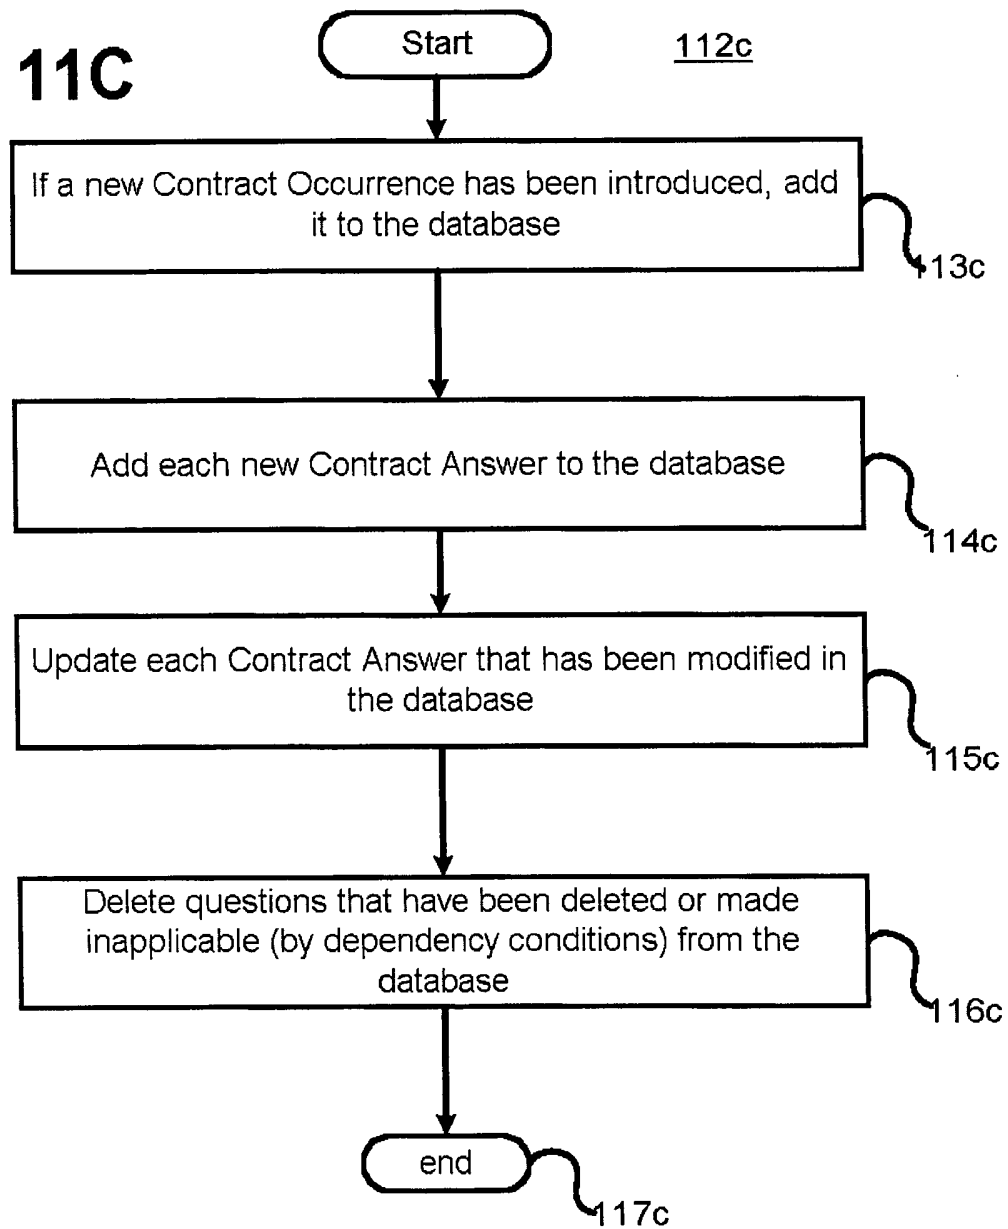 11C
Start
112c
If a new Contract Occurrence has been introduced, add
it to the database
113c
Add each new Contract Answer to the database
114c
Update each Contract Answer that has been modified in
the database
115c
Delete questions that have been deleted or made
inapplicable (by dependency conditions) from the
database
116c
end
117c